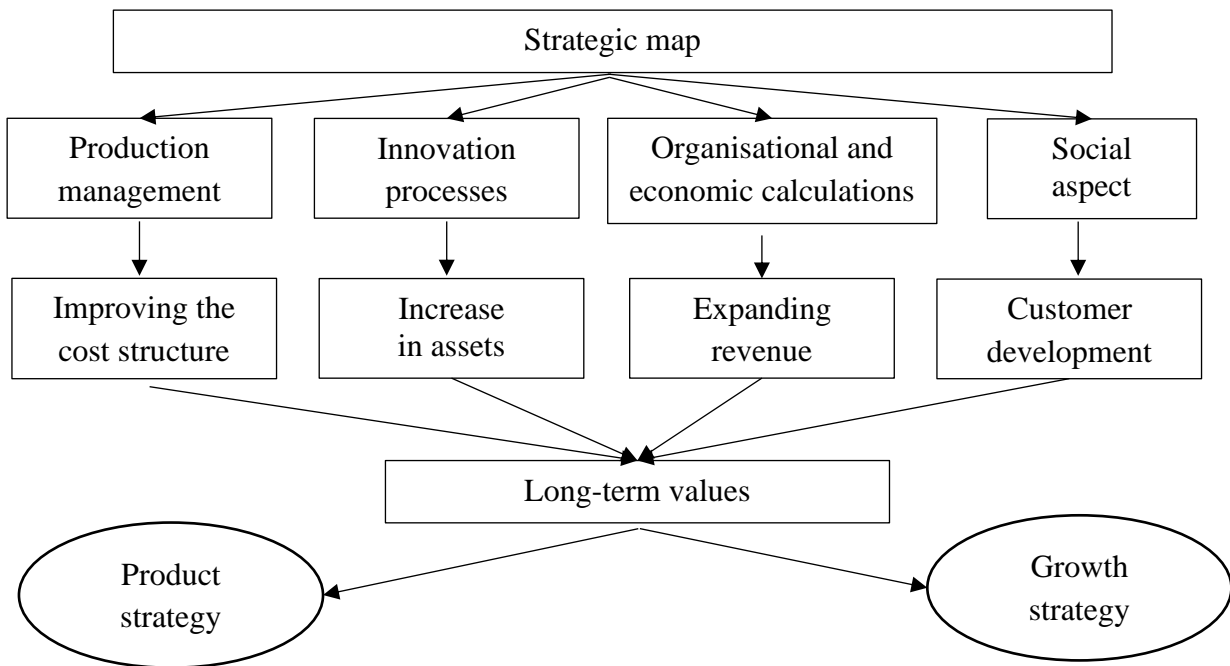 Strategic map
Production
management
Innovation
processes
Organisational and
economic calculations
Social
aspect
Improving the
cost structure
Increase
in assets
Expanding
revenue
Customer
development
Long-term values
Product
strategy
Growth
strategy